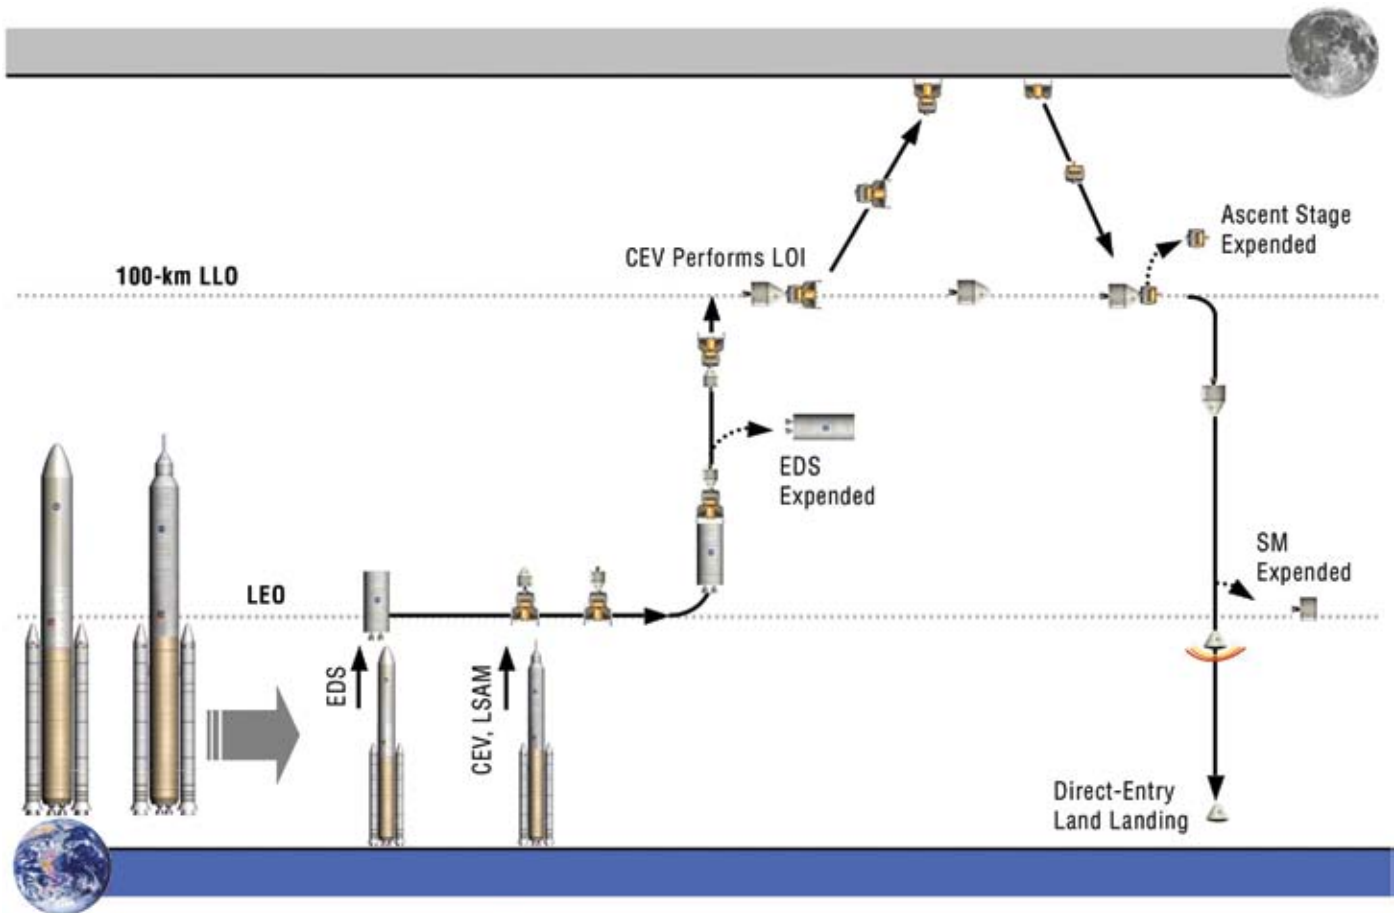 CEV Performs LOI
Ascent Stage
Expended
100-km LLO
EDS
Expended
LEO
SM
Expended
EDS
CEV, LSAM
Direct-Entry
Land Landing